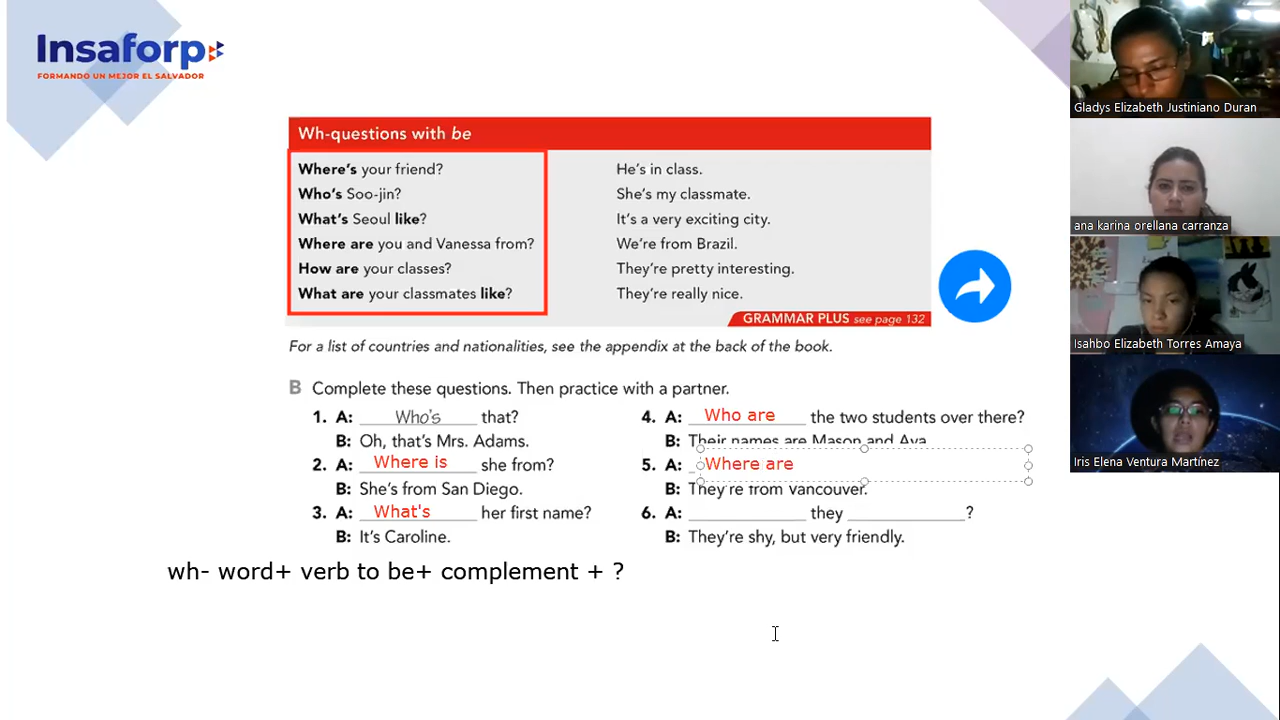 Insaforp
FORMANDO UN MEJOR EL SALVADOR
Wh-questions with be
Where's your friend? He's in class.
Who's Soo-jin? She's my classmate.
What's Seoul like? It's a very exciting city.
Where are you and Vanessa from? We're from Brazil.
How are your classes? They're pretty interesting.
What are your classmates like? They're really nice.
GRAMMAR PLUS see page 132
For a list of countries and nationalities, see the appendix at the back of the book.
B Complete these questions. Then practice with a partner.
1. A: Who's that?
B: Oh, that's Mrs. Adams.
2. A: Where is she from?
B: She's from San Diego.
3. A: What's her first name?
B: It's Caroline.
4. A: Who are the two students over there?
B: Their names are Mason and Ava.
5. A: Where are
B: They're from Vancouver.
6. A: ____________ they ____________?
B: They're shy, but very friendly.
wh- word+ verb to be+ complement + ?
Gladys Elizabeth Justiniano Duran
ana karina orellana carranza
Isahbo Elizabeth Torres Amaya
Iris Elena Ventura Martínez